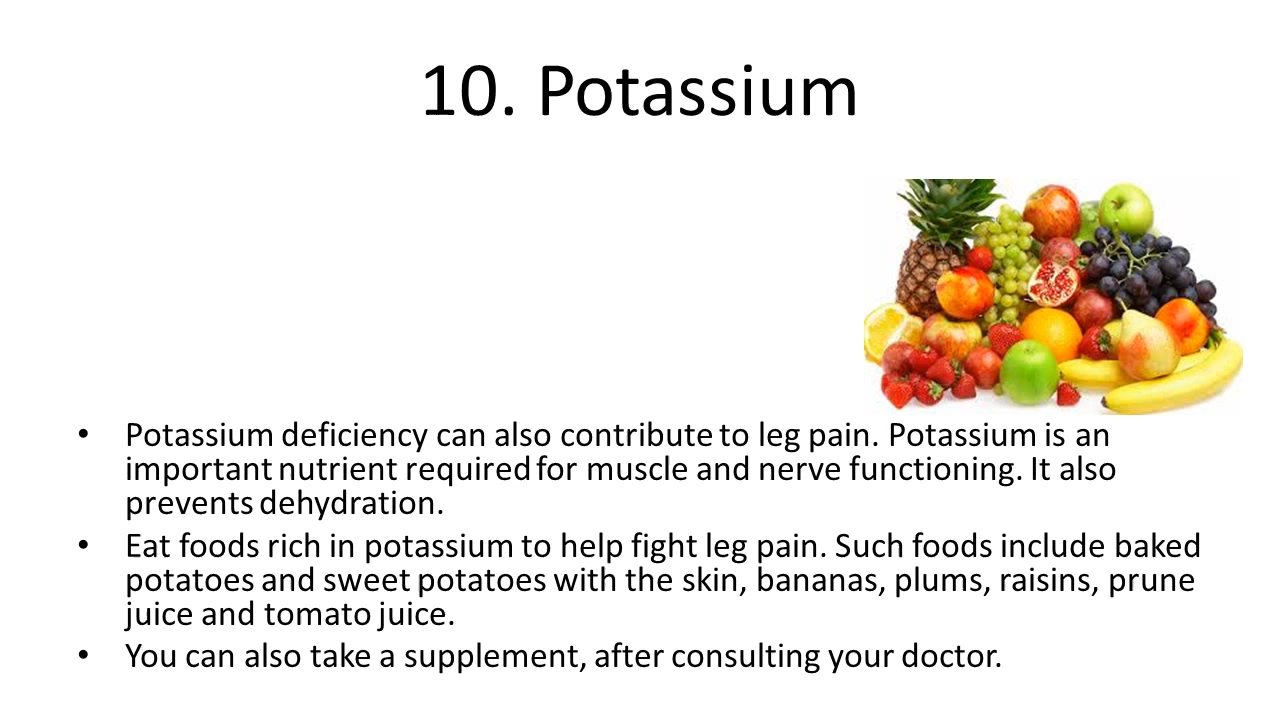 10. Potassium
• Potassium deficiency can also contribute to leg pain. Potassium is an
important nutrient required for muscle and nerve functioning. It also
prevents dehydration.
• Eat foods rich in potassium to help fight leg pain. Such foods include baked
potatoes and sweet potatoes with the skin, bananas, plums, raisins, prune
juice and tomato juice.
• You can also take a supplement, after consulting your doctor.